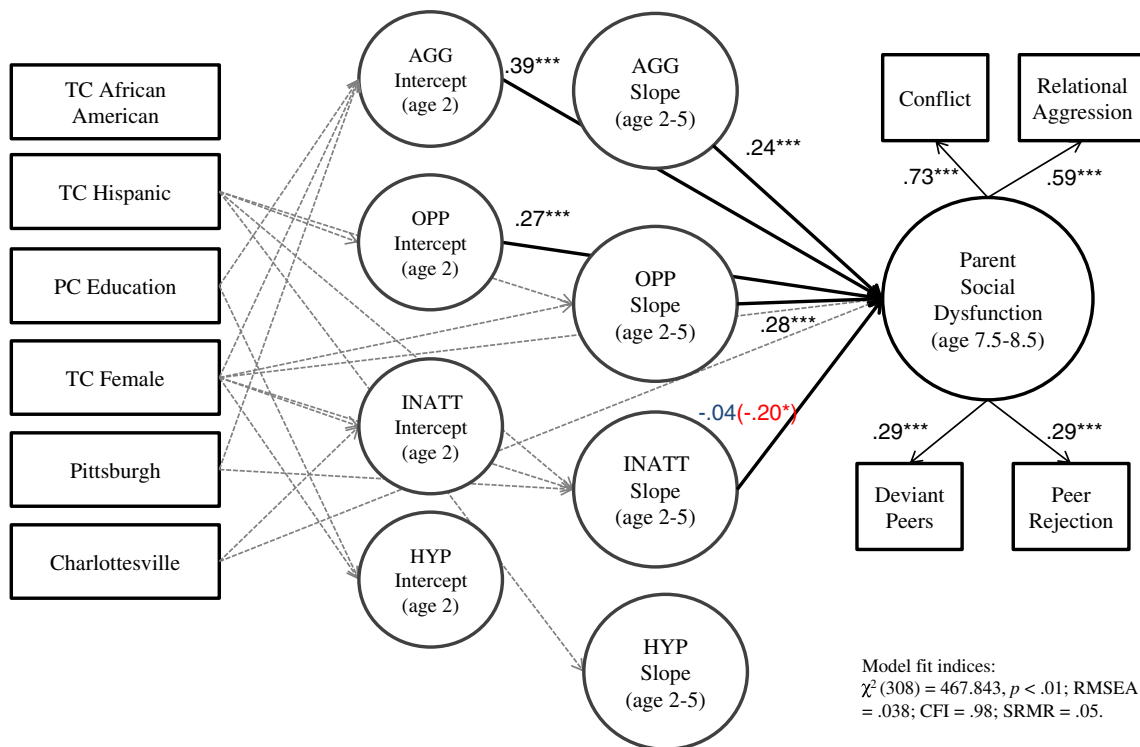 TC African
American
TC Hispanic
PC Education
TC Female
Pittsburgh
Charlottesville
AGG
Intercept
(age 2)
.39***
OPP
Intercept
(age 2)
.27***
INATT
Intercept
(age 2)
HYP
Intercept
(age 2)
AGG
Slope
(age 2-5)
.24***
OPP
Slope
(age 2-5)
.28***
INATT
Slope
(age 2-5)
-.04(-.20*)
HYP
Slope
(age 2-5)
Conflict
Relational
Aggression
.73***
.59***
Parent
Social
Dysfunction
(age 7.5-8.5)
.29***
.29***
Deviant
Peers
Peer
Rejection
Model fit indices:
χ² (308) = 467.843, p < .01; RMSEA
= .038; CFI = .98; SRMR = .05.